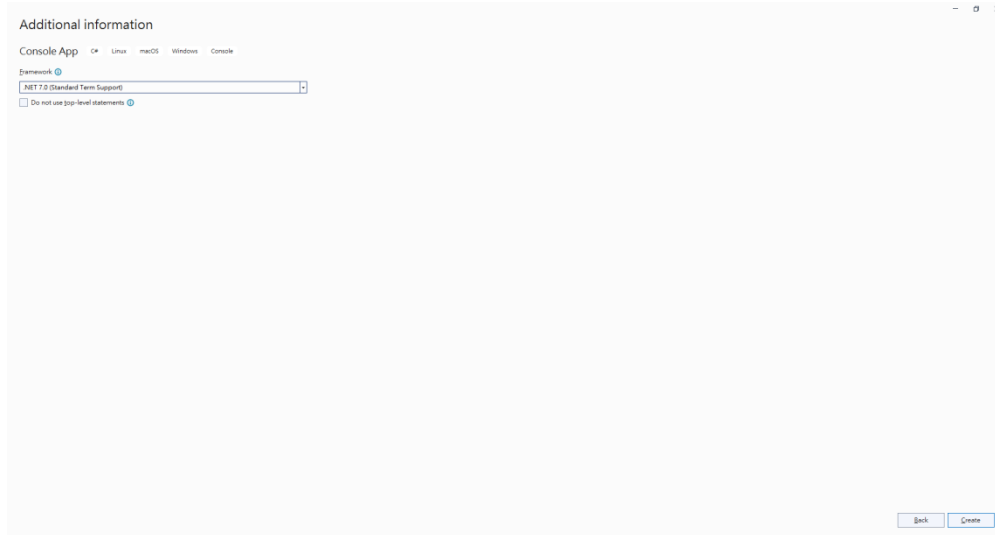 Additional information
Console App C# Linux macOS Windows Console
Framework
.NET 7.0 (Standard Term Support)
Do not use top-level statements
Back Create